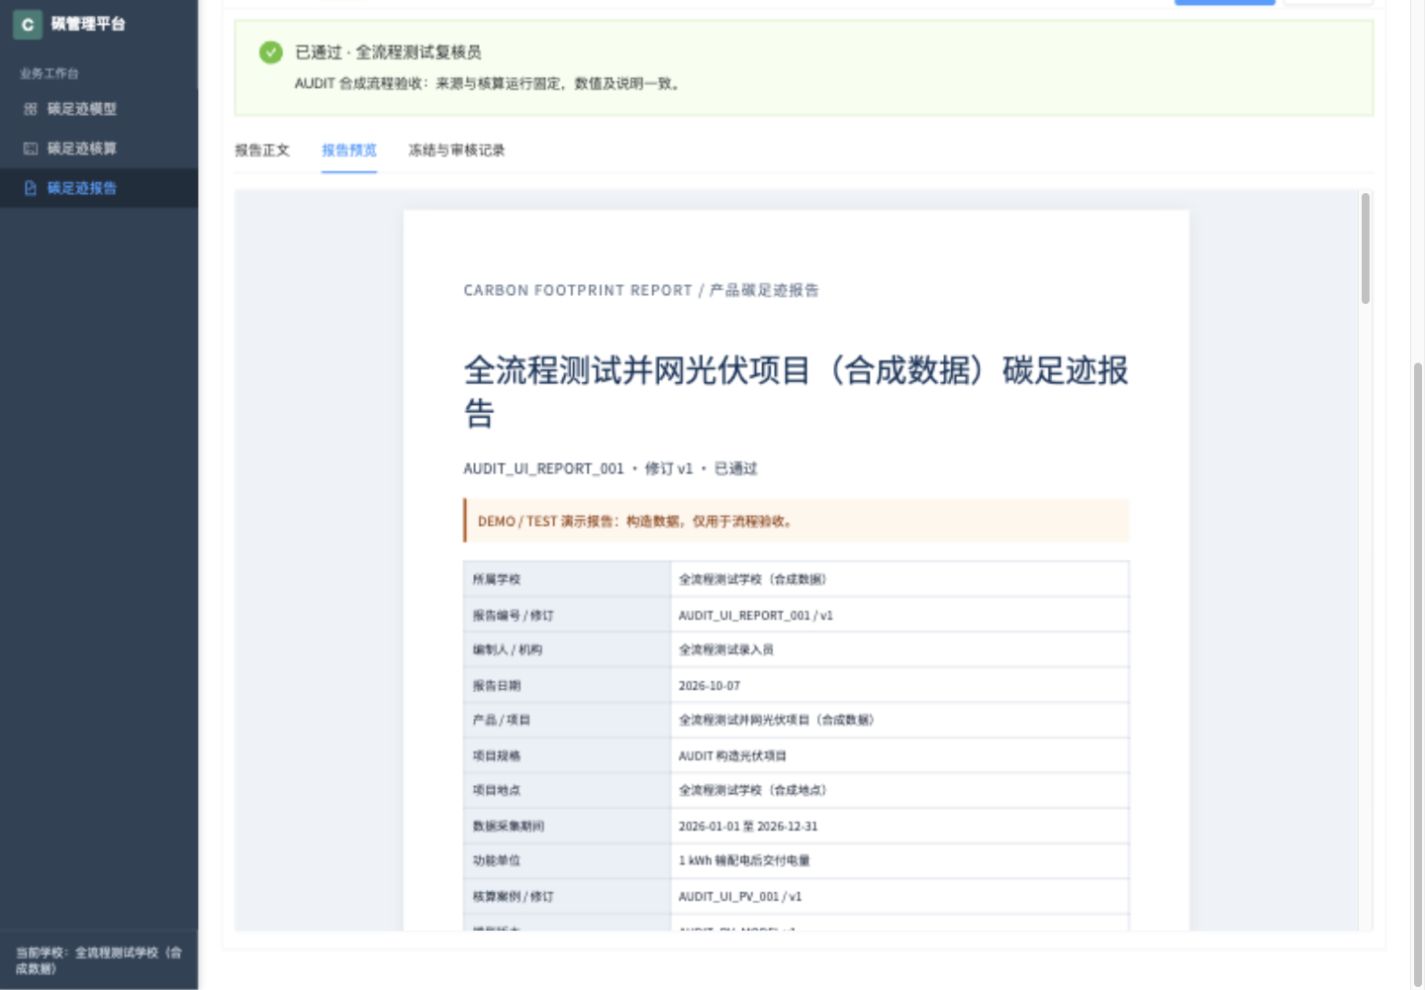 C 碳管理平台
业务工作台
碳足迹模型
碳足迹核算
碳足迹报告
当前学校：全流程测试学校（合
成数据）
已通过 · 全流程测试复核员
AUDIT 合成流程验收：来源与核算运行固定，数值及说明一致。
报告正文 报告预览 冻结与审核记录
CARBON FOOTPRINT REPORT / 产品碳足迹报告
全流程测试并网光伏项目（合成数据）碳足迹报
告
AUDIT_UI_REPORT_001 · 修订 v1 · 已通过
DEMO / TEST 演示报告：构造数据，仅用于流程验收。
所属学校 全流程测试学校（合成数据）
报告编号 / 修订 AUDIT_UI_REPORT_001 / v1
编制人 / 机构 全流程测试录入员
报告日期 2026-10-07
产品 / 项目 全流程测试并网光伏项目（合成数据）
项目规格 AUDIT 构造光伏项目
项目地点 全流程测试学校（合成地点）
数据采集期间 2026-01-01 至 2026-12-31
功能单位 1 kWh 输配电后交付电量
核算案例 / 修订 AUDIT_UI_PV_001 / v1